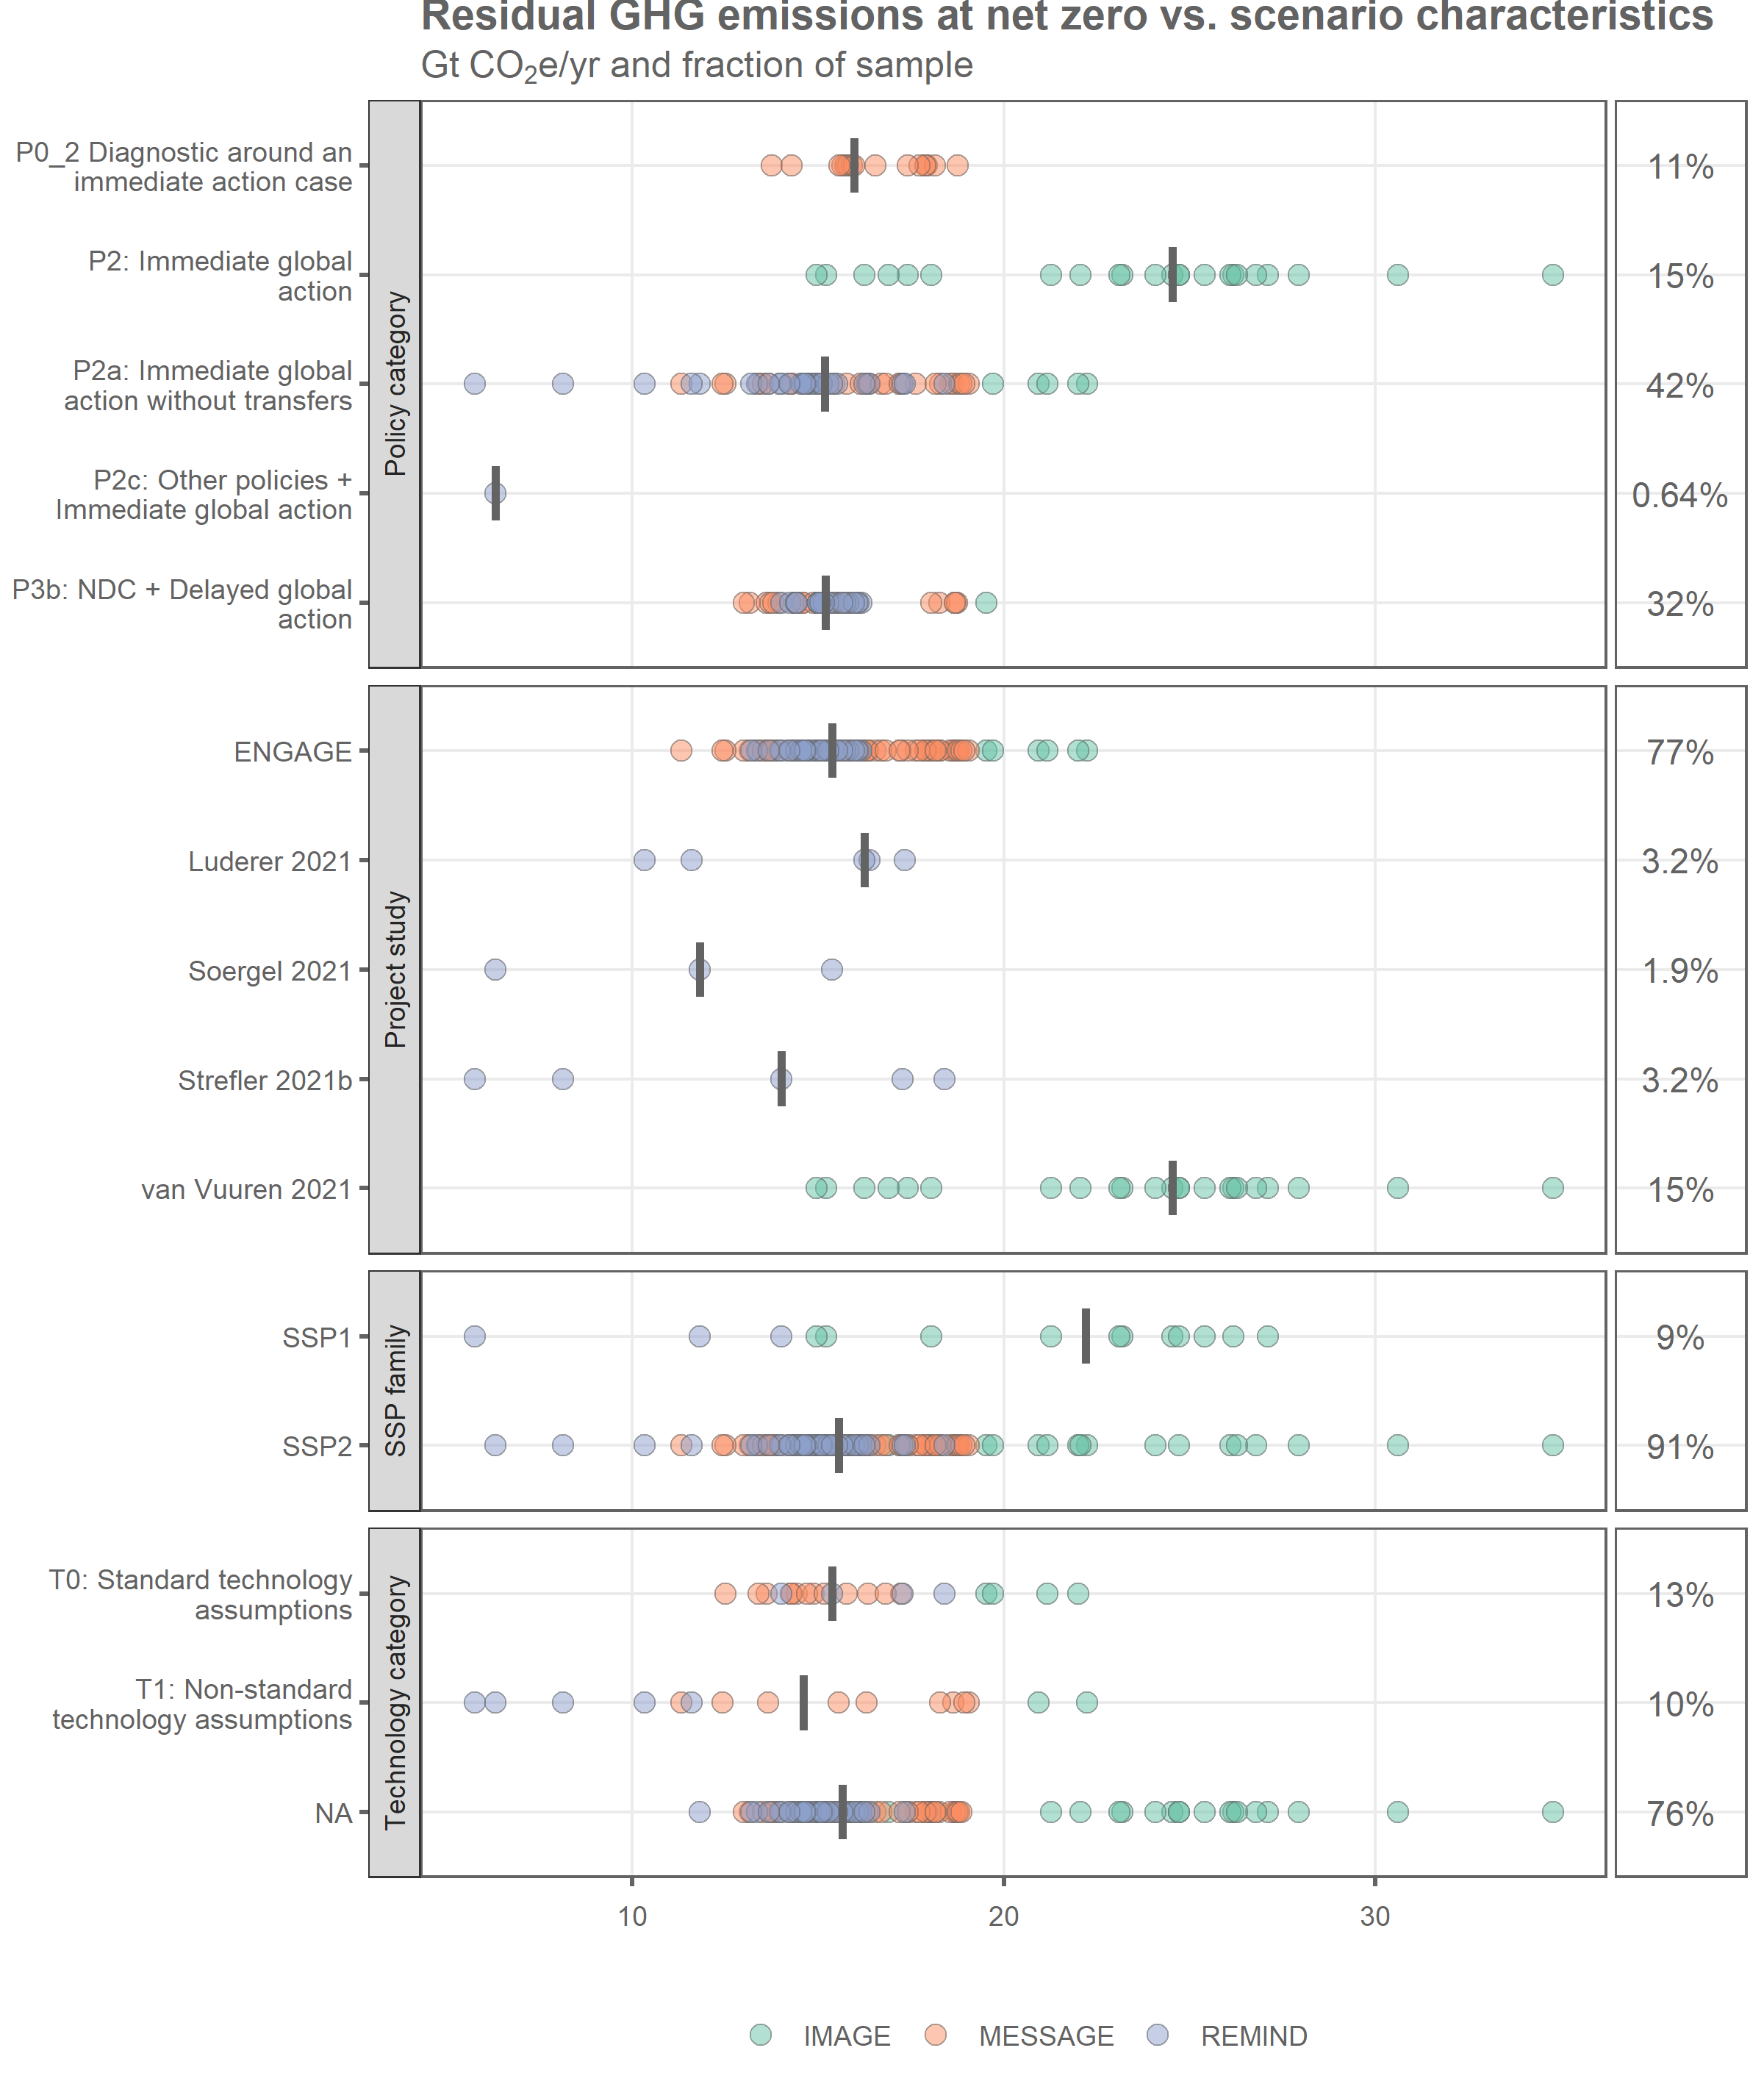 Residual GHG emissions at net zero vs. scenario characteristics
Gt CO₂e/yr and fraction of sample
Policy category
P0_2 Diagnostic around an
immediate action case
11%
P2: Immediate global
action
15%
P2a: Immediate global
action without transfers
42%
P2c: Other policies +
Immediate global action
0.64%
P3b: NDC + Delayed global
action
32%
Project study
ENGAGE
77%
Luderer 2021
3.2%
Soergel 2021
1.9%
Strefler 2021b
3.2%
van Vuuren 2021
15%
SSP family
SSP1
9%
SSP2
91%
Technology category
T0: Standard technology
assumptions
13%
T1: Non-standard
technology assumptions
10%
NA
76%
10 20 30
IMAGE MESSAGE REMIND